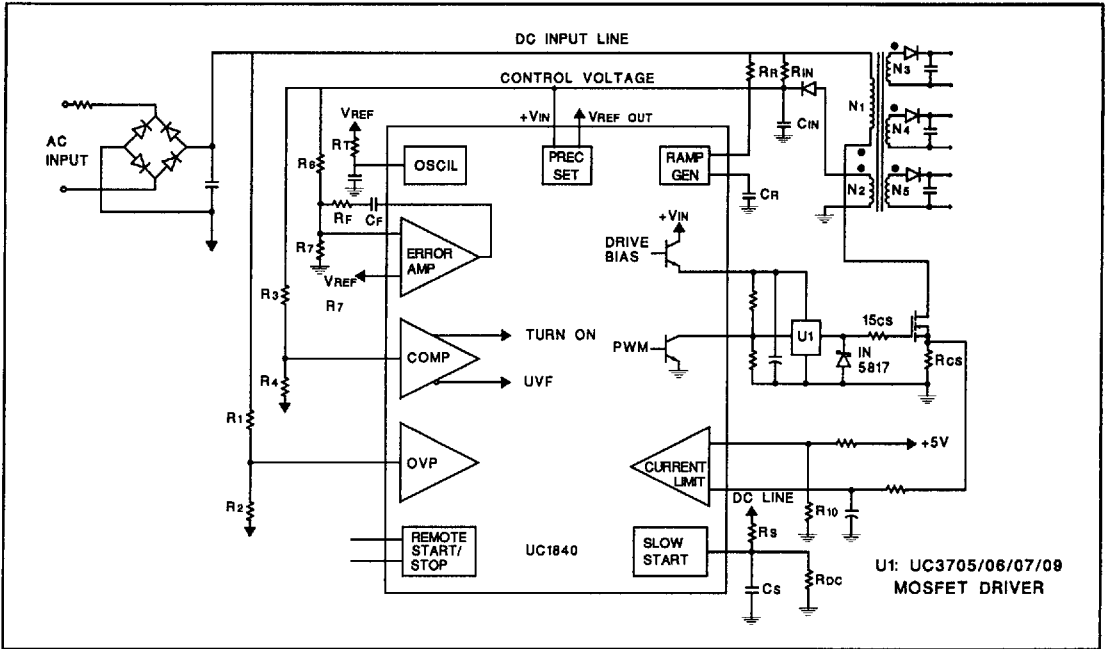 DC INPUT LINE
CONTROL VOLTAGE
RR
RIN
N3
N1
N4
N2
N5
CIN
AC
INPUT
VREF
+VIN
VREF OUT
RT
R8
OSCIL
PREC
SET
RAMP
GEN
CR
RF
CF
R7
ERROR
AMP
VREF
R7
+VIN
DRIVE
BIAS
R3
COMP
TURN ON
UVF
R4
PWM
U1
15cs
IN
5817
RCS
R1
OVP
R2
CURRENT
LIMIT
+5V
R10
DC LINE
RS
REMOTE
START/
STOP
UC1840
SLOW
START
CS
RDC
U1: UC3705/06/07/09
MOSFET DRIVER